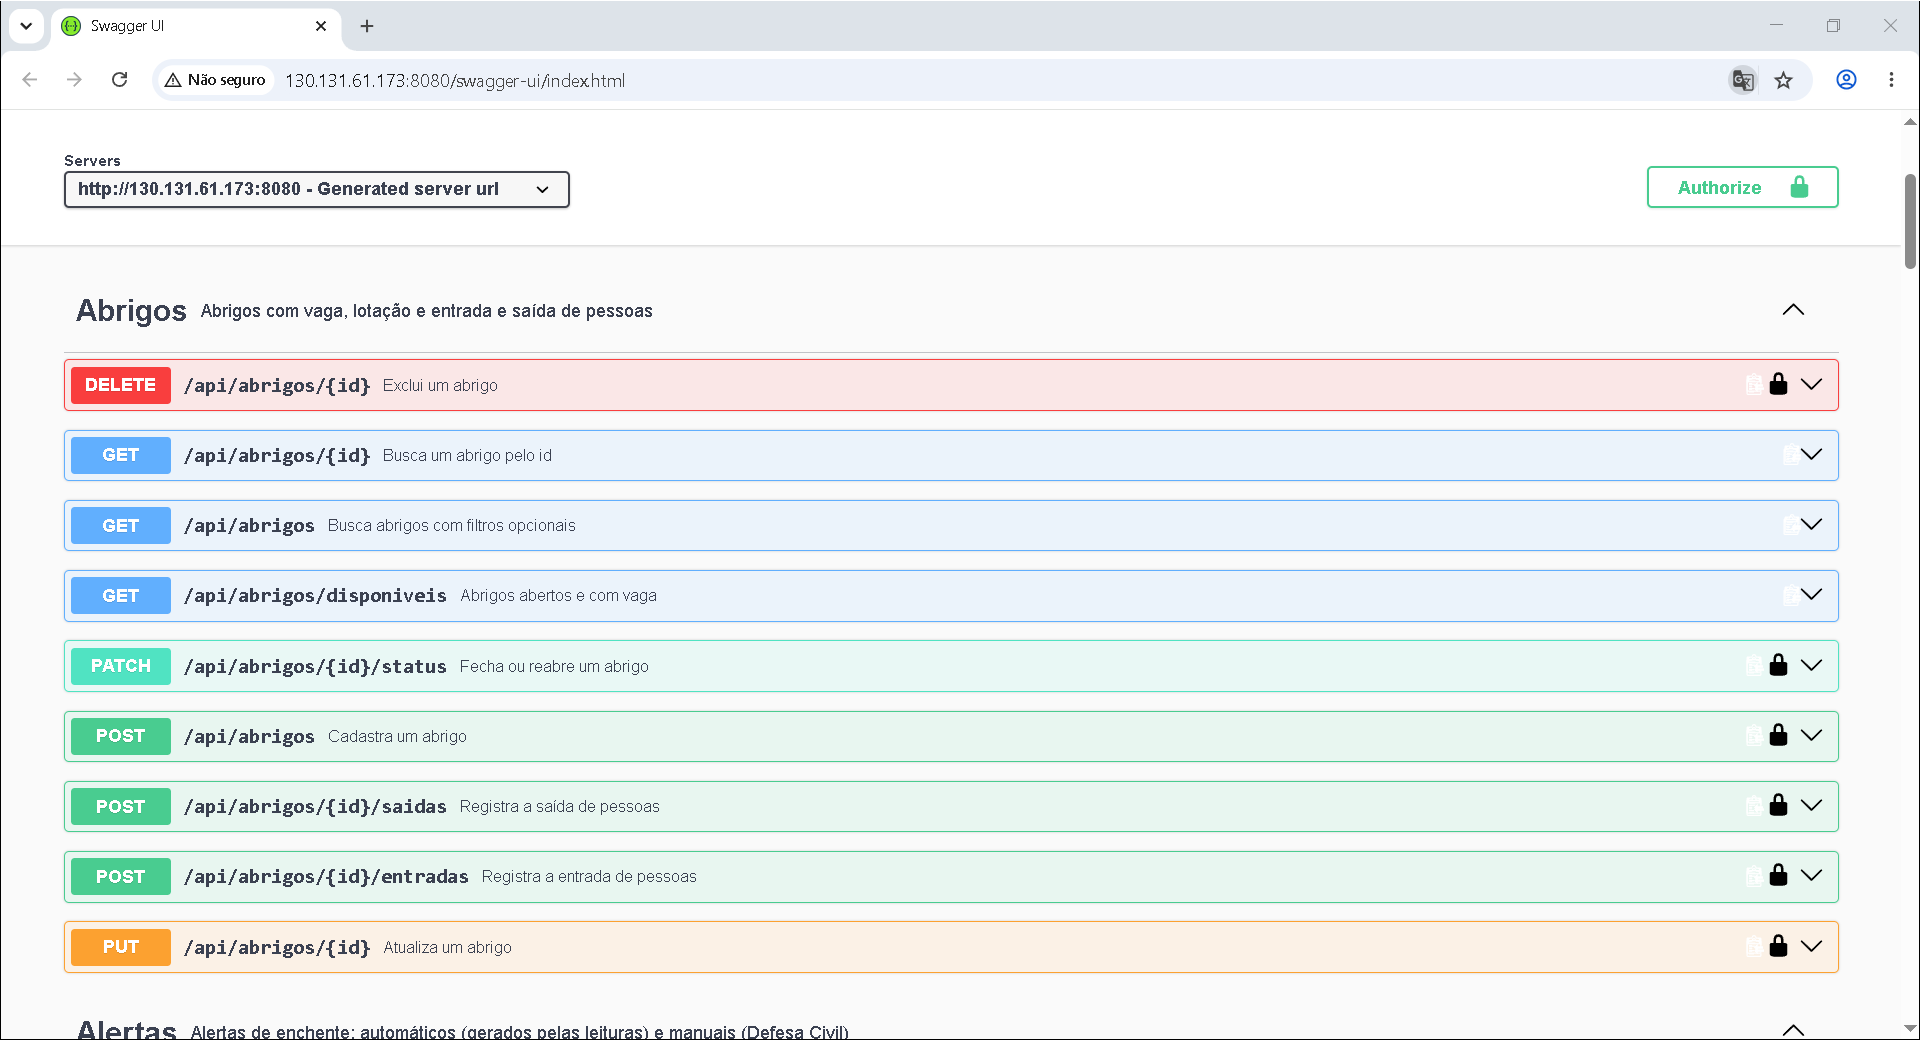 Swagger UI
Não seguro 130.131.61.173:8080/swagger-ui/index.html
Servers
http://130.131.61.173:8080 - Generated server url
Authorize
Abrigos Abrigos com vaga, lotação e entrada e saída de pessoas
DELETE /api/abrigos/{id} Exclui um abrigo
GET /api/abrigos/{id} Busca um abrigo pelo id
GET /api/abrigos Busca abrigos com filtros opcionais
GET /api/abrigos/disponiveis Abrigos abertos e com vaga
PATCH /api/abrigos/{id}/status Fecha ou reabre um abrigo
POST /api/abrigos Cadastra um abrigo
POST /api/abrigos/{id}/saidas Registra a saída de pessoas
POST /api/abrigos/{id}/entradas Registra a entrada de pessoas
PUT /api/abrigos/{id} Atualiza um abrigo
Alertas Alertas de enchente: automáticos (gerados pelas leituras) e manuais (Defesa Civil)